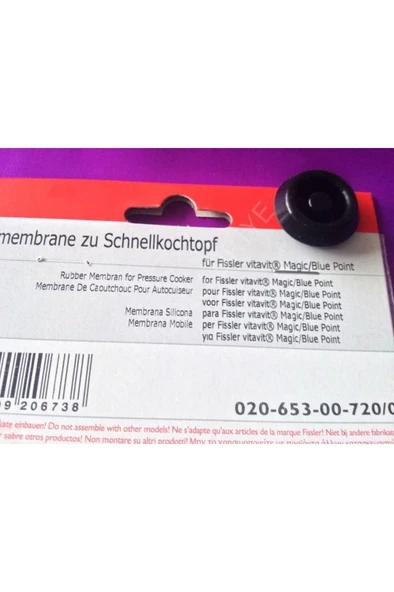 membrane zu Schnellkochtopf
für Fissler vitavit® Magic/Blue Point
Rubber Membran for Pressure Cooker for Fissler vitavit® Magic/Blue Point
Membrane De Caoutchouc Pour Autocuiseur pour Fissler vitavit® Magic/Blue Point
voor Fissler vitavit® Magic/Blue Point
Membrana Silicona para Fissler vitavit® Magic/Blue Point
Membrana Mobile per Fissler vitavit® Magic/Blue Point
για Fissler vitavit® Magic/Blue Point
9206738
020-653-00-720/0
einbauen! Do not assemble with other models! Ne s'adapte qu'aux articles de la marque Fissler! Niet bij andere
sobre otros productos! Non montare su altri prodotti! Μην το